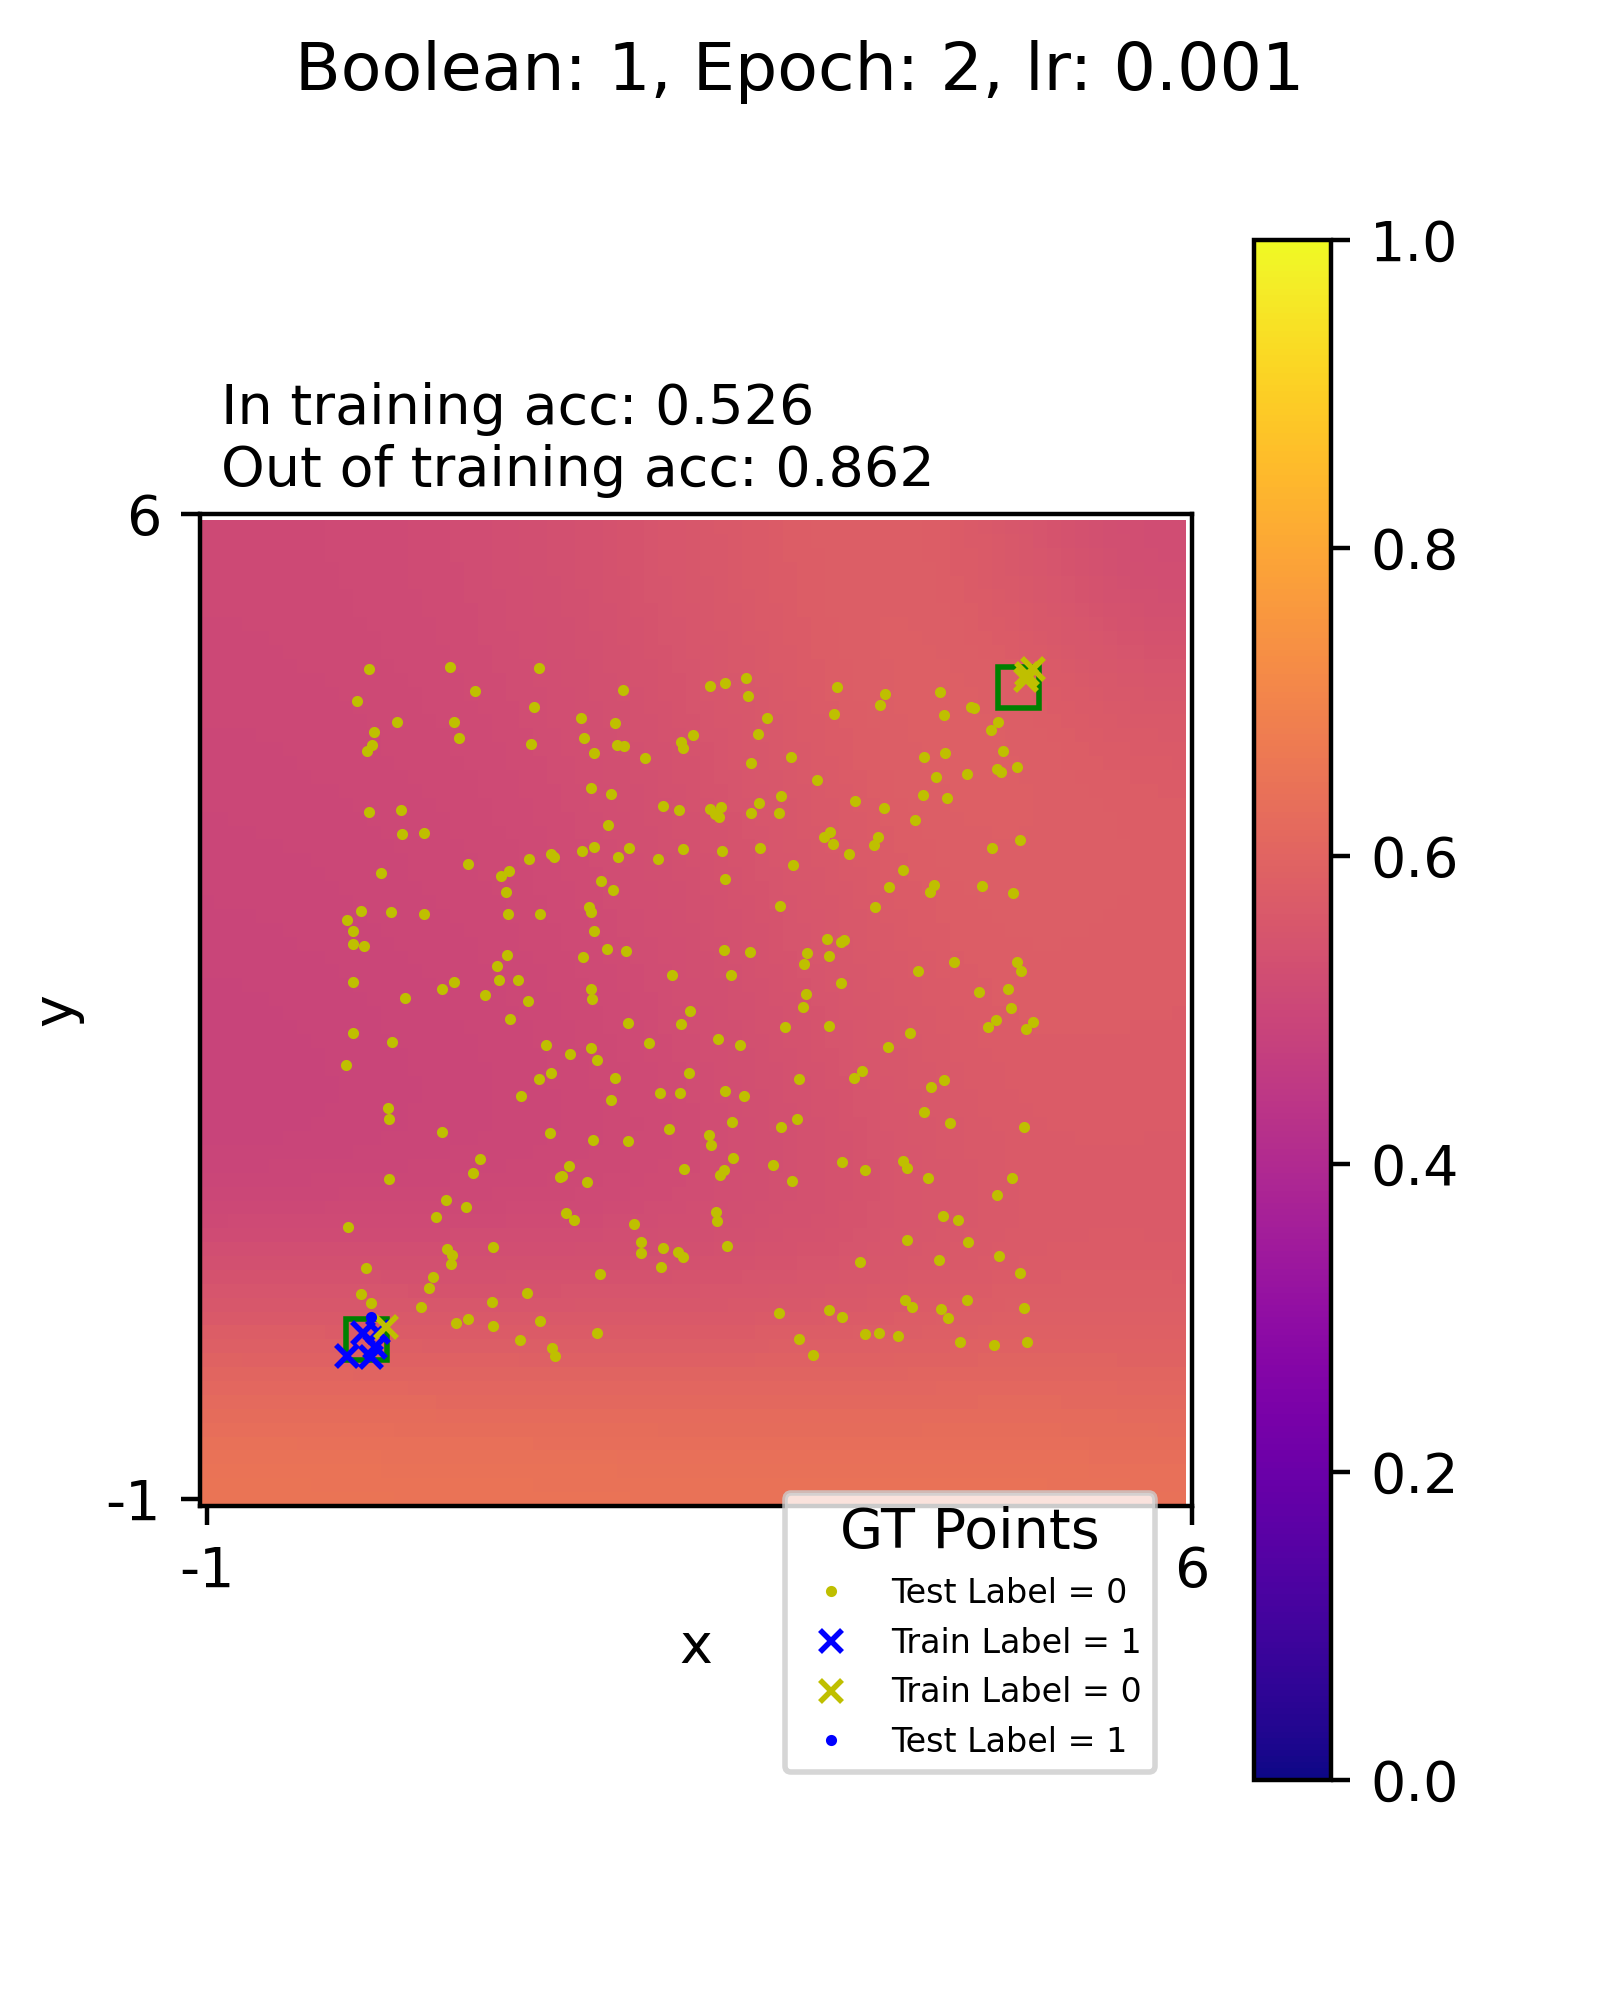 Boolean: 1, Epoch: 2, lr: 0.001
In training acc: 0.526
Out of training acc: 0.862
6
y
-1
-1
6
x
GT Points
Test Label = 0
Train Label = 1
Train Label = 0
Test Label = 1
1.0
0.8
0.6
0.4
0.2
0.0